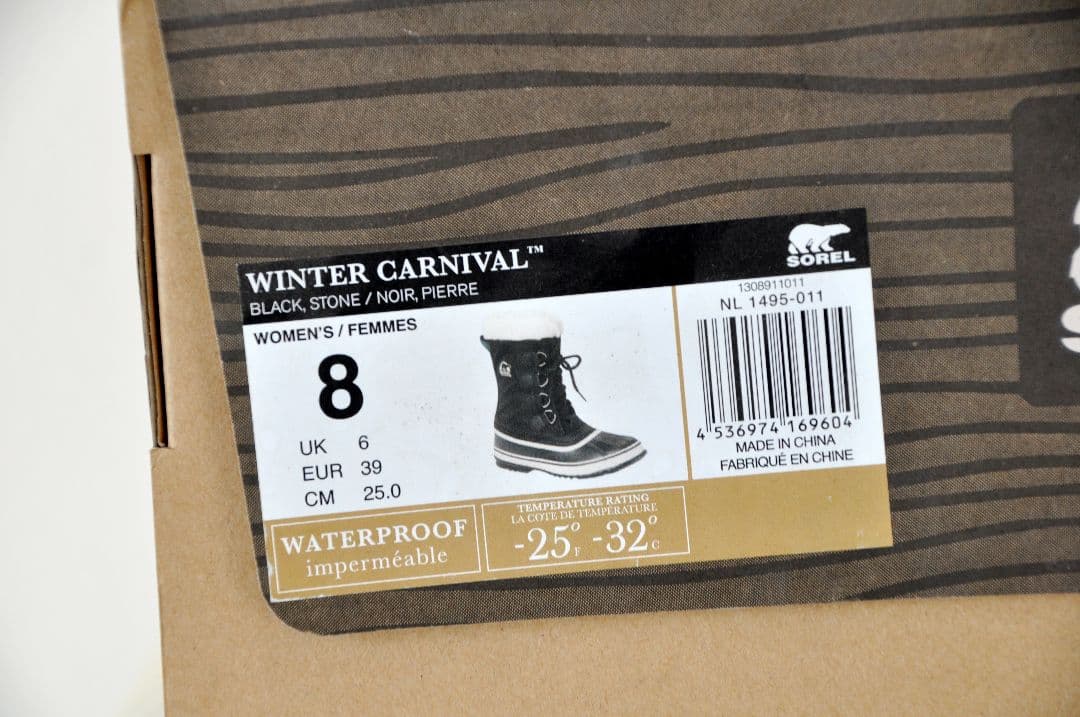 WINTER CARNIVAL™
BLACK, STONE / NOIR, PIERRE
SOREL
WOMEN'S / FEMMES
8
UK 6
EUR 39
CM 25.0
1308911011
NL 1495-011
4 536974 169604
MADE IN CHINA
FABRIQUÉ EN CHINE
WATERPROOF
imperméable
TEMPERATURE RATING
LA COTE DE TEMPÉRATURE
-25°F -32°C